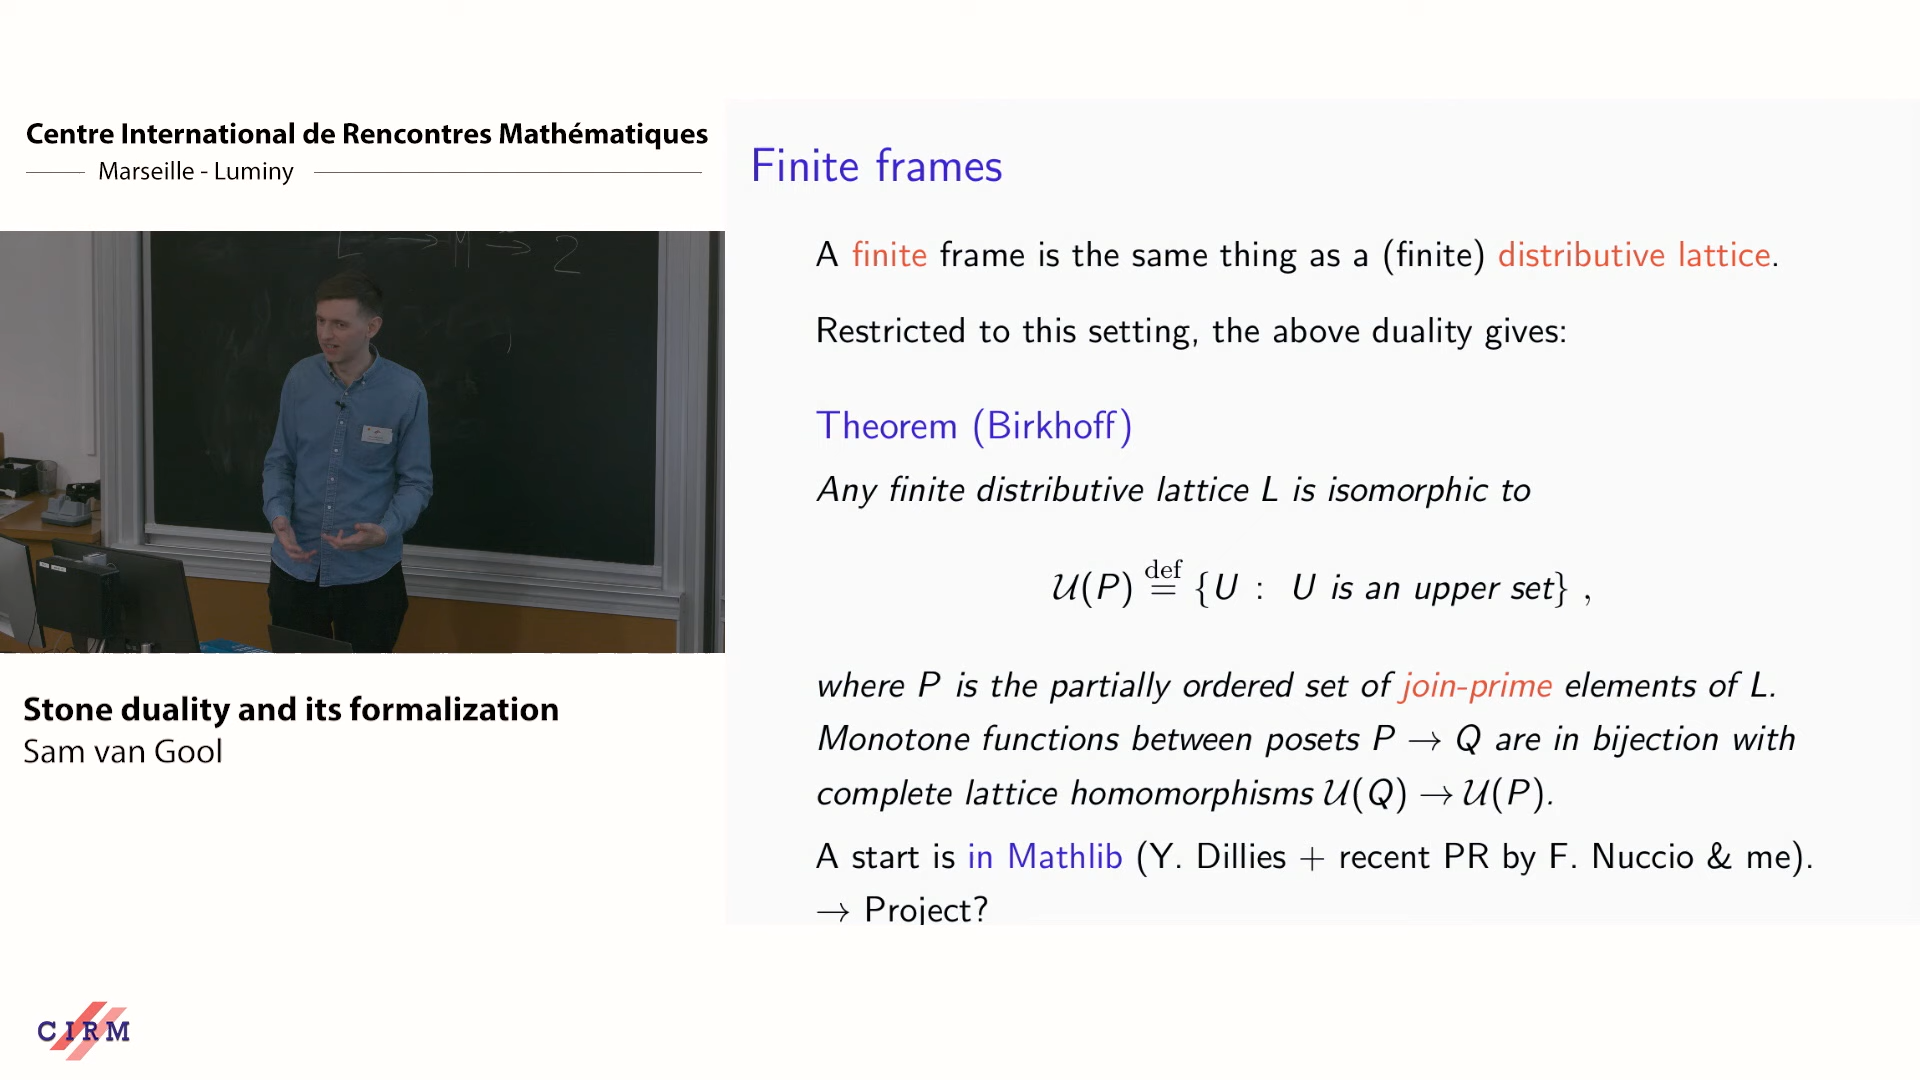 Centre International de Rencontres Mathématiques
Marseille - Luminy
L → M → 2
Stone duality and its formalization
Sam van Gool
CIRM
Finite frames
A finite frame is the same thing as a (finite) distributive lattice.
Restricted to this setting, the above duality gives:
Theorem (Birkhoff)
Any finite distributive lattice L is isomorphic to
𝒰(P) def= {U : U is an upper set} ,
where P is the partially ordered set of join-prime elements of L.
Monotone functions between posets P → Q are in bijection with
complete lattice homomorphisms 𝒰(Q) → 𝒰(P).
A start is in Mathlib (Y. Dillies + recent PR by F. Nuccio & me).
→ Project?